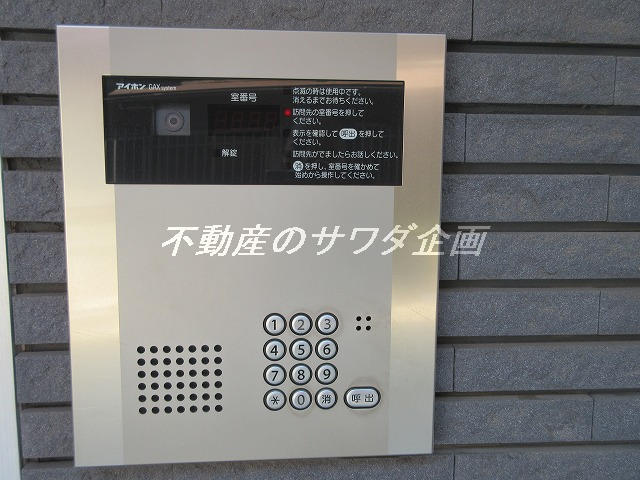 アイホン GAX system
室番号
解錠
点滅の時は使用中です。
消えるまでお待ちください。
訪問先の室番号を押して
ください。
表示を確認して 呼出 を押して
ください。
訪問先がでましたらお話しください。
消 を押し、室番号を確かめて
始めから操作してください。
不動産のサワダ企画
1 2 3
4 5 6
7 8 9
* 0 消 呼出